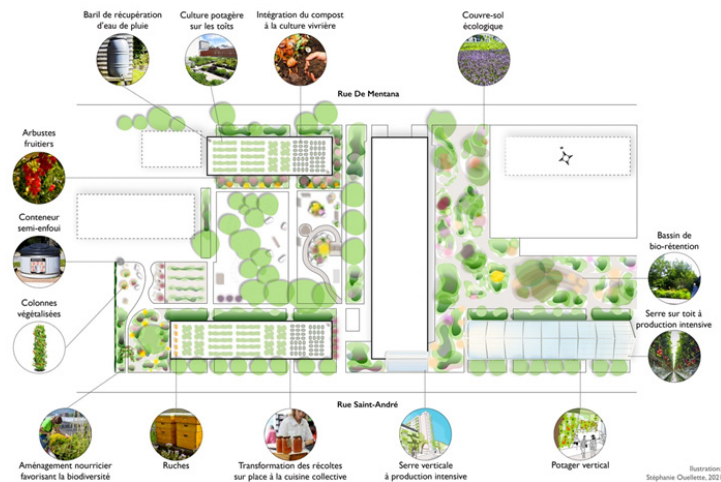 Baril de récupération
d'eau de pluie
Culture potagère
sur les toîts
Intégration du compost
à la culture vivrière
Couvre-sol
écologique
Rue De Mentana
Arbustes
fruitiers
Conteneur
semi-enfoui
Colonnes
végétalisées
Bassin de
bio-rétention
Serre sur toit à
production intensive
Rue Saint-André
Aménagement nourricier
favorisant la biodiversité
Ruches
Transformation des récoltes
sur place à la cuisine collective
Serre verticale
à production intensive
Potager vertical
Illustration:
Stéphanie Ouellette, 2021